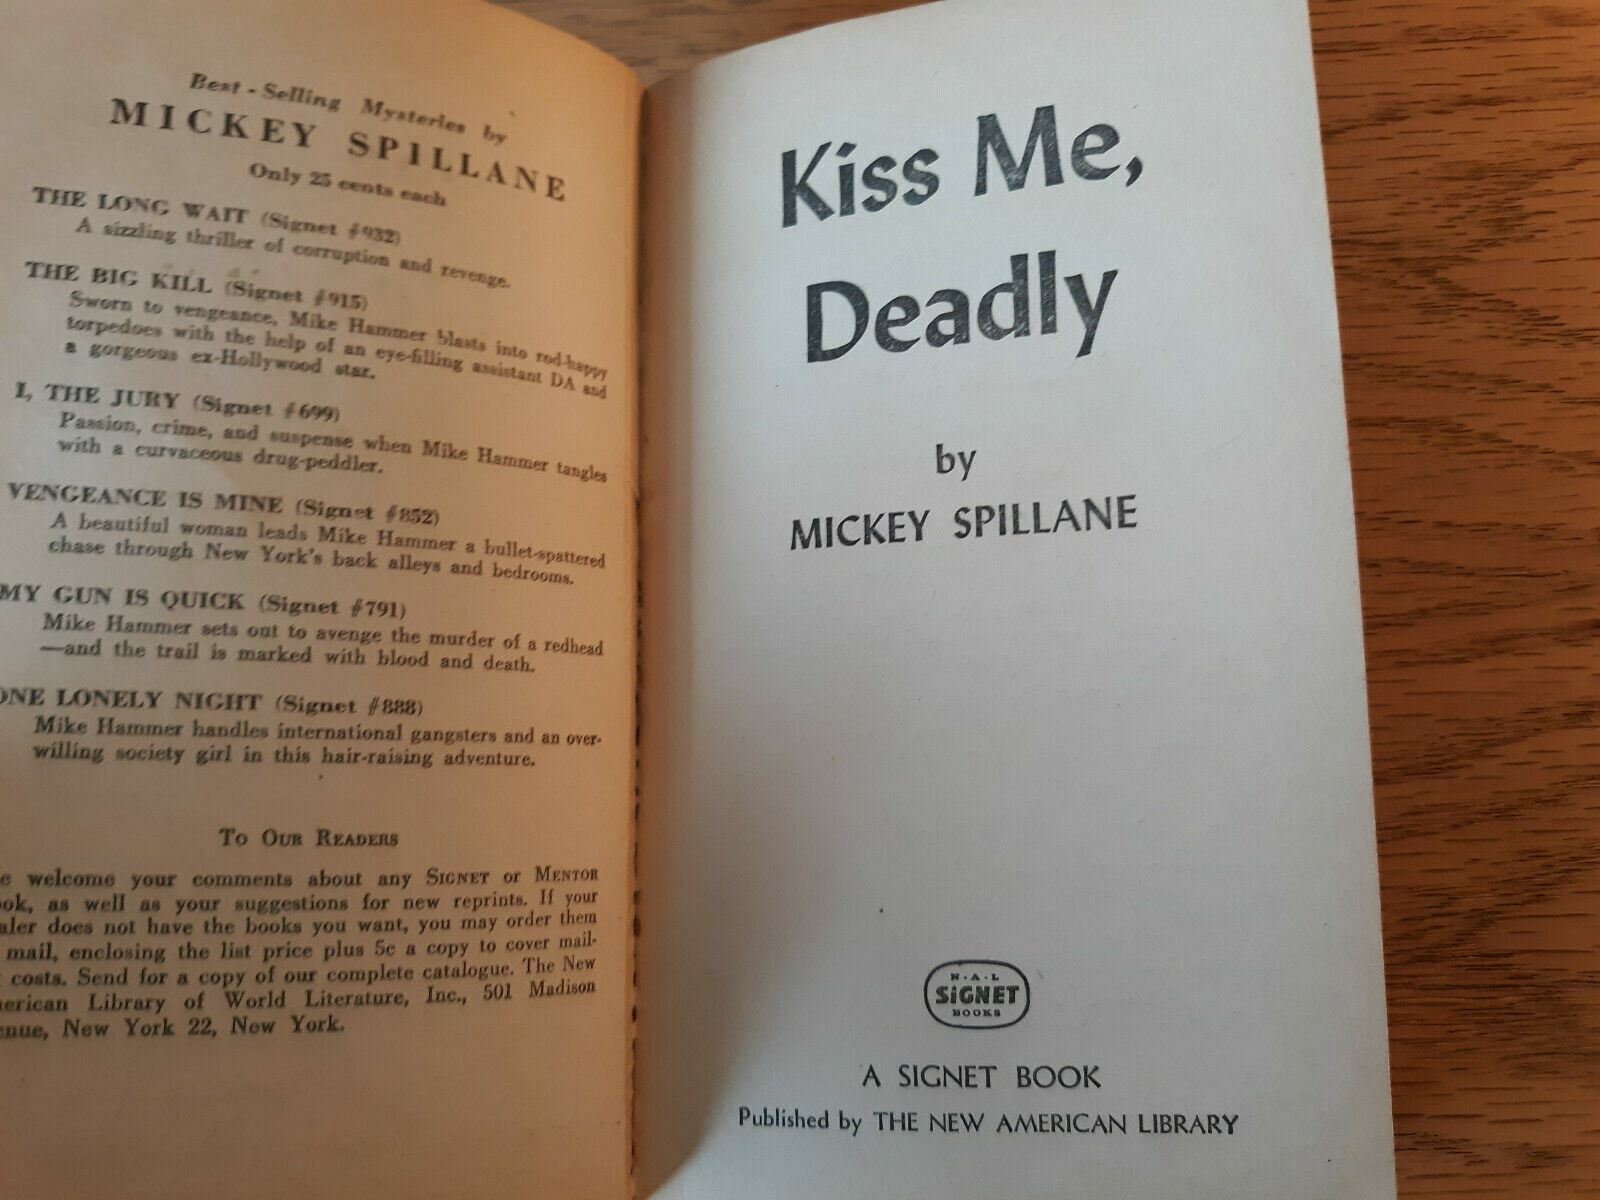 Best-Selling Mysteries by
MICKEY SPILLANE
Only 25 cents each
THE LONG WAIT (Signet #932)
A sizzling thriller of corruption and revenge.
THE BIG KILL (Signet #915)
Sworn to vengeance, Mike Hammer blasts into rod-happy
torpedoes with the help of an eye-filling assistant DA and
a gorgeous ex-Hollywood star.
I, THE JURY (Signet #699)
Passion, crime, and suspense when Mike Hammer tangles
with a curvaceous drug-peddler.
VENGEANCE IS MINE (Signet #852)
A beautiful woman leads Mike Hammer a bullet-spattered
chase through New York's back alleys and bedrooms.
MY GUN IS QUICK (Signet #791)
Mike Hammer sets out to avenge the murder of a redhead
—and the trail is marked with blood and death.
ONE LONELY NIGHT (Signet #888)
Mike Hammer handles international gangsters and an over-
willing society girl in this hair-raising adventure.
To Our Readers
e welcome your comments about any SIGNET or MENTOR
ook, as well as your suggestions for new reprints. If your
aler does not have the books you want, you may order them
mail, enclosing the list price plus 5c a copy to cover mail-
costs. Send for a copy of our complete catalogue. The New
erican Library of World Literature, Inc., 501 Madison
enue, New York 22, New York.
Kiss Me,
Deadly
by
MICKEY SPILLANE
N·A·L
SiGNET
BOOKS
A SIGNET BOOK
Published by THE NEW AMERICAN LIBRARY